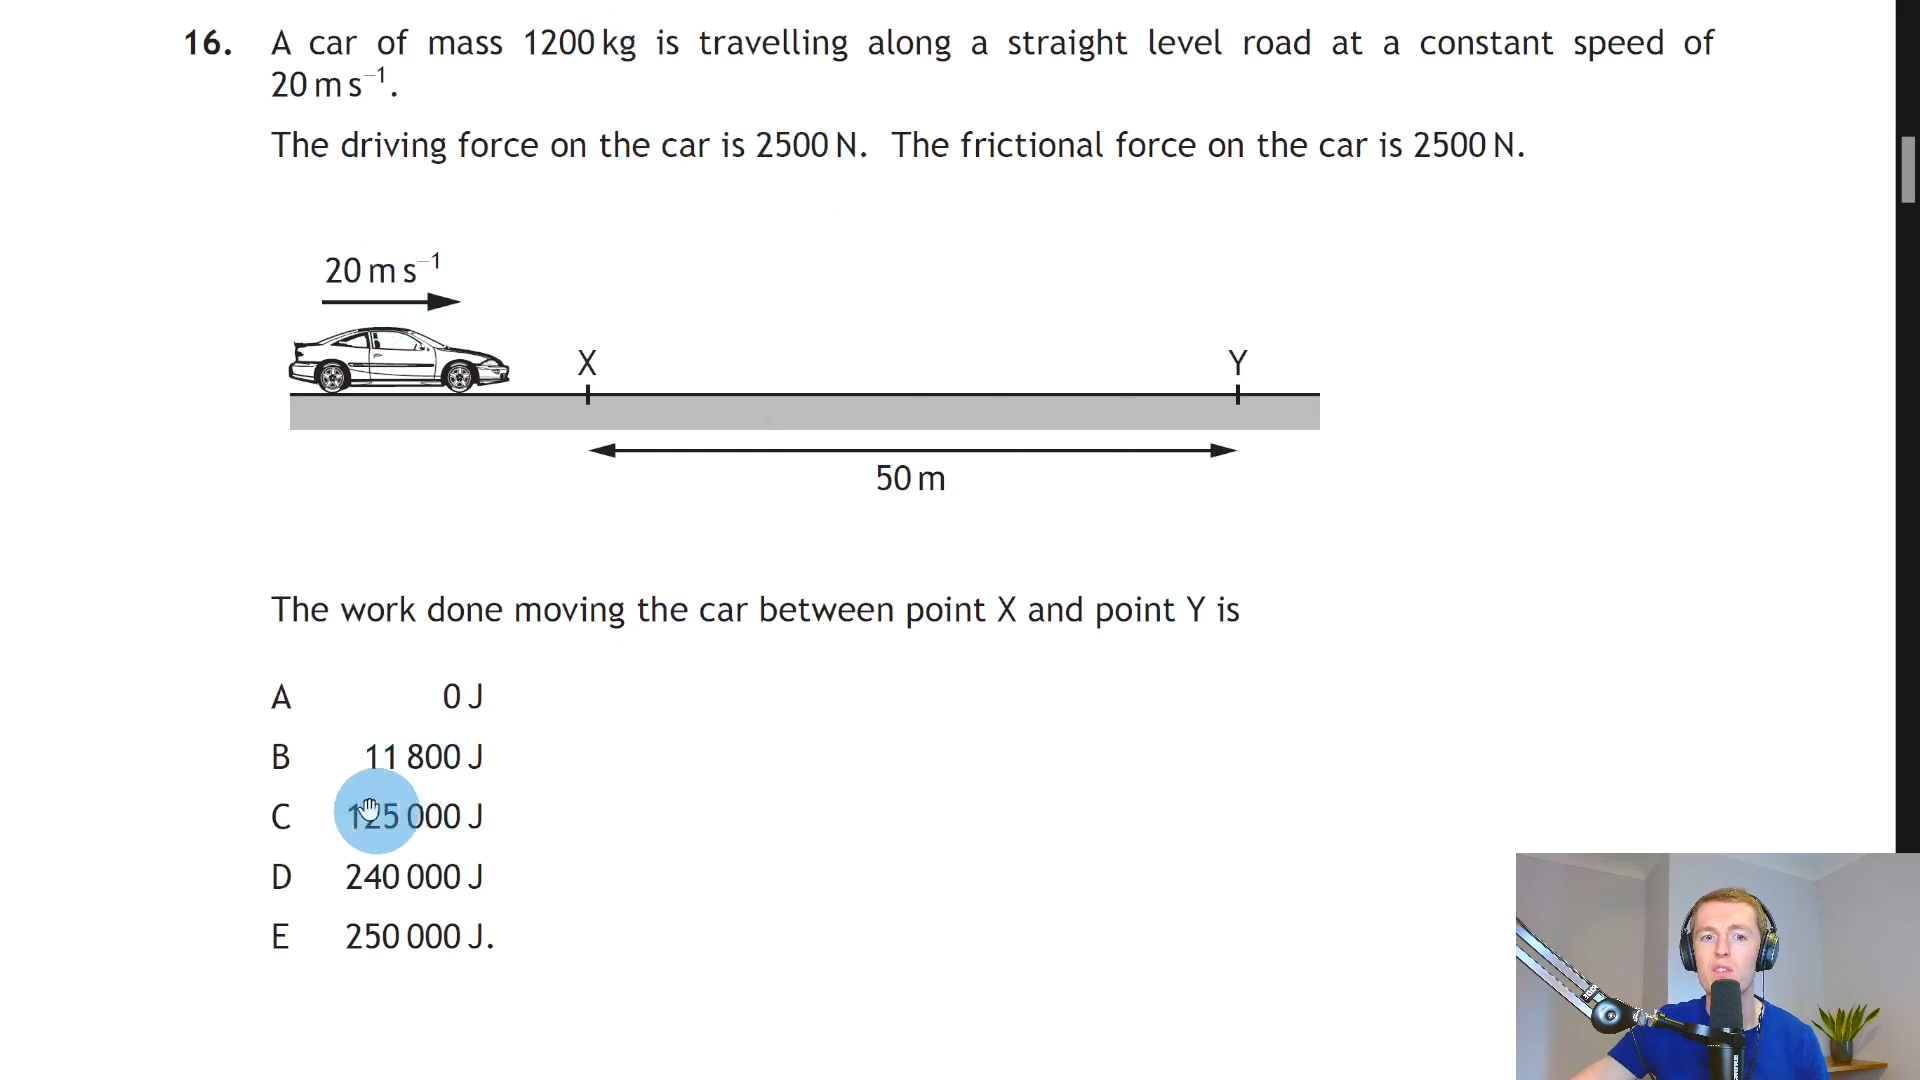 16. A car of mass 1200 kg is travelling along a straight level road at a constant speed of
20 m s⁻¹.
The driving force on the car is 2500 N. The frictional force on the car is 2500 N.
20 m s⁻¹
X Y
50 m
The work done moving the car between point X and point Y is
A 0 J
B 11 800 J
C 125 000 J
D 240 000 J
E 250 000 J.